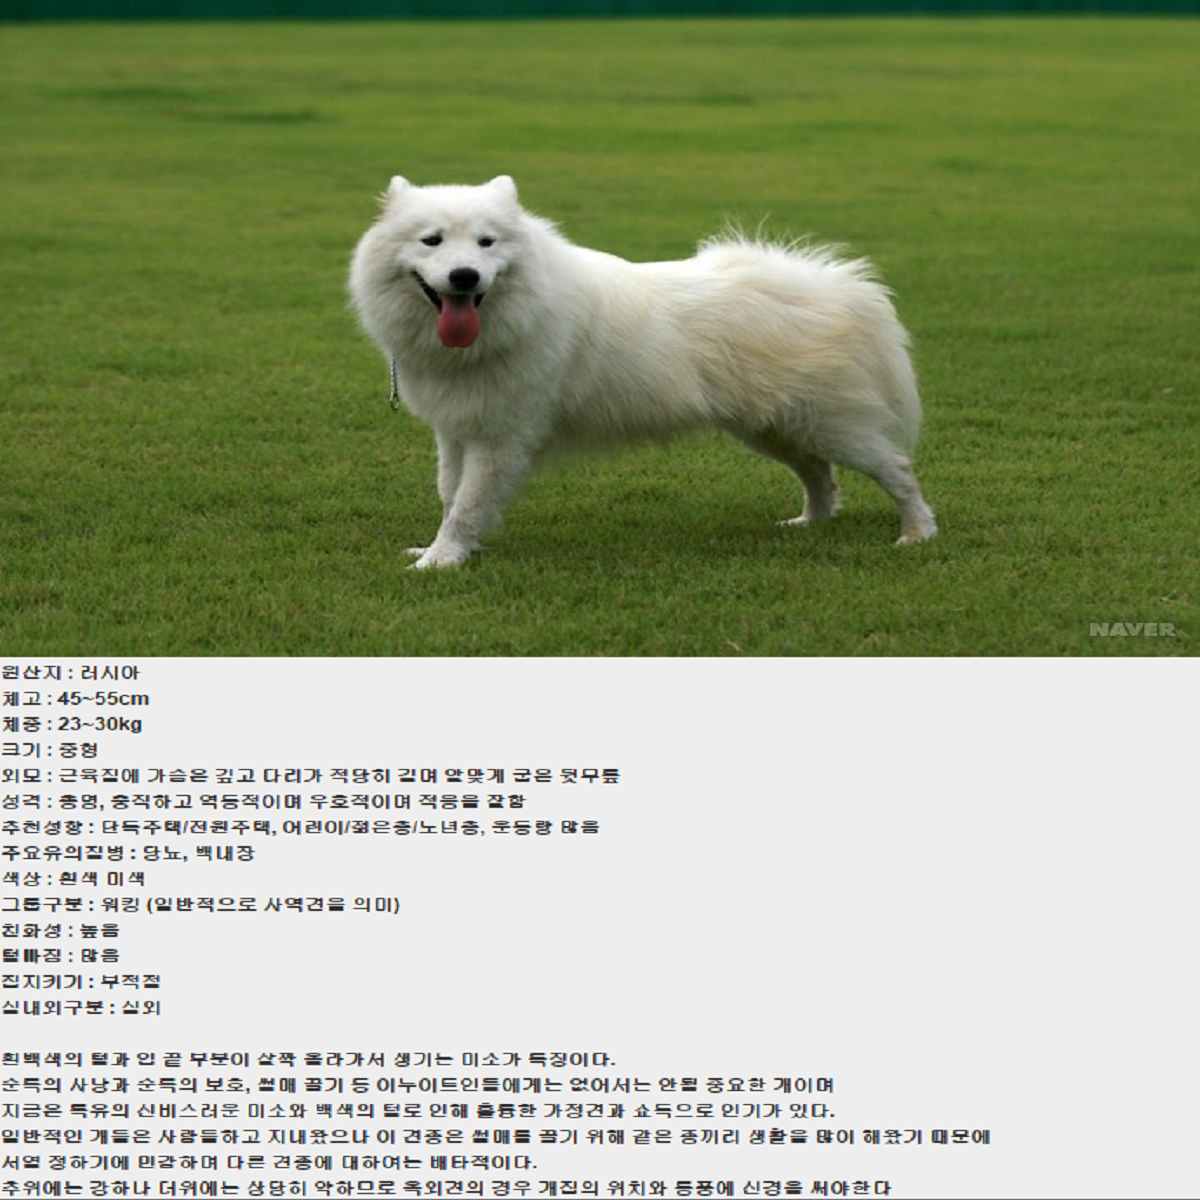 NAVER
원산지 : 러시아
체고 : 45~55cm
체중 : 23~30kg
크기 : 중형
외모 : 근육질에 가슴은 깊고 다리가 적당히 길며 알맞게 굽은 뒷무릎
성격 : 총명, 충직하고 역동적이며 우호적이며 적응을 잘함
추천성향 : 단독주택/전원주택, 어린이/젊은층/노년층, 운동량 많음
주요유의질병 : 당뇨, 백내장
색상 : 흰색 미색
그룹구분 : 워킹 (일반적으로 사역견을 의미)
친화성 : 높음
털빠짐 : 많음
집지키기 : 부적절
실내외구분 : 실외
흰백색의 털과 입 끝 부분이 살짝 올라가서 생기는 미소가 특징이다.
순록의 사냥과 순록의 보호, 썰매 끌기 등 이누이트인들에게는 없어서는 안될 중요한 개이며
지금은 특유의 신비스러운 미소와 백색의 털로 인해 훌륭한 가정견과 쇼독으로 인기가 있다.
일반적인 개들은 사람들하고 지내왔으나 이 견종은 썰매를 끌기 위해 같은 종끼리 생활을 많이 해왔기 때문에
서열 정하기에 민감하며 다른 견종에 대하여는 배타적이다.
추위에는 강하나 더위에는 상당히 약하므로 옥외견의 경우 개집의 위치와 통풍에 신경을 써야한다